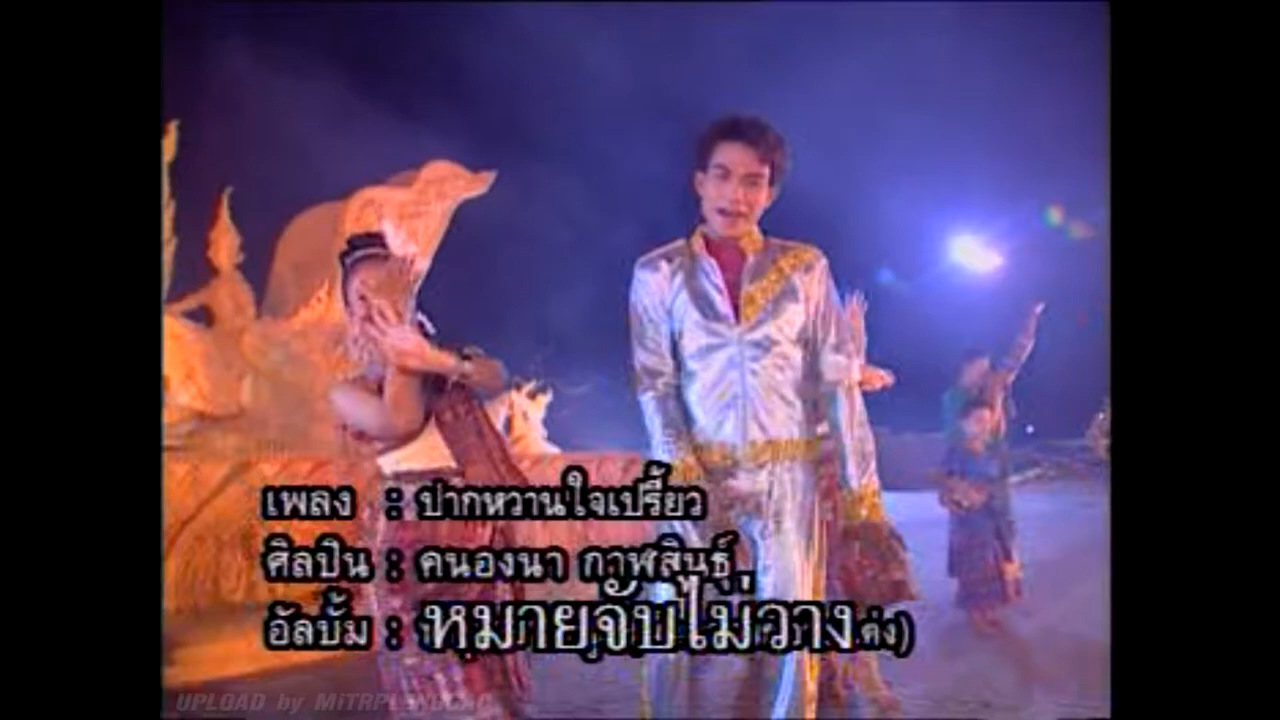 เพลง : ปากหวานใจเปรี้ยว
ศิลปิน : คนองนา กาฬสินธุ์
อัลบั้ม : หมายจับไม่วาง
UPLOAD by